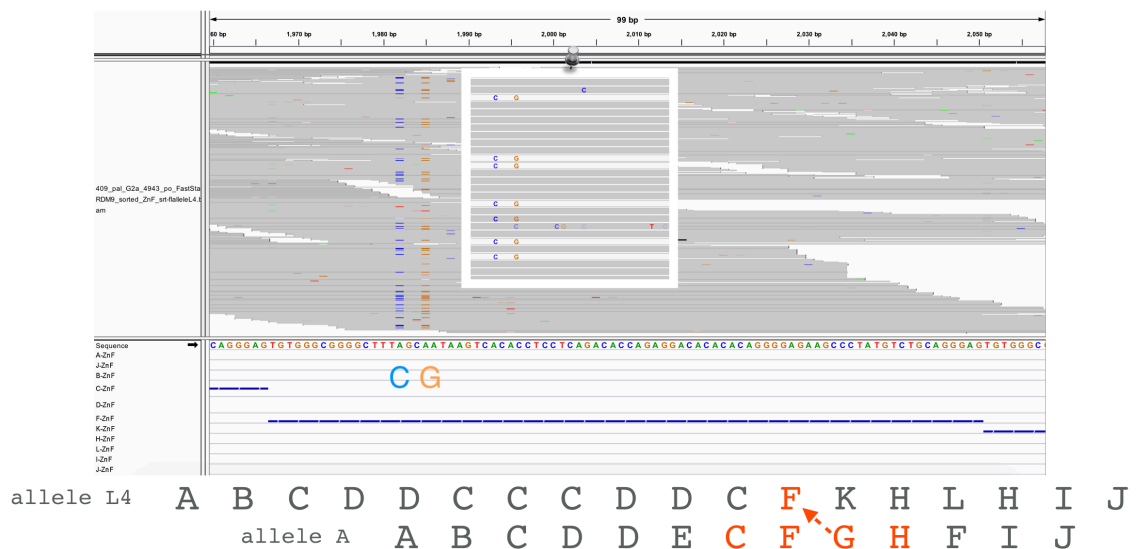 99 bp
60 bp 1,970 bp 1,980 bp 1,990 bp 2,000 bp 2,010 bp 2,020 bp 2,030 bp 2,040 bp 2,050 bp
C
C G
C G
C G
C G
409_pal_G2a_4943_po_FastSta
RDM9_sorted_ZnF_srt-flalleleL4.b
am
C G
C CG C T C
C G
C G
Sequence CAGGGAGTGTGGGCGGGGCTTTAGCAATAAGTCACACCTCCTCAGACACCAGAGGACACACACAGGGGAGAAGCCCTATGTCTGCAGGGAGTGTGGGC
A-ZnF
J-ZnF
B-ZnF
C G
C-ZnF
D-ZnF
F-ZnF
K-ZnF
H-ZnF
L-ZnF
I-ZnF
J-ZnF
allele L4 A B C D D C C C D D C F K H L H I J
allele A A B C D D E C F G H F I J